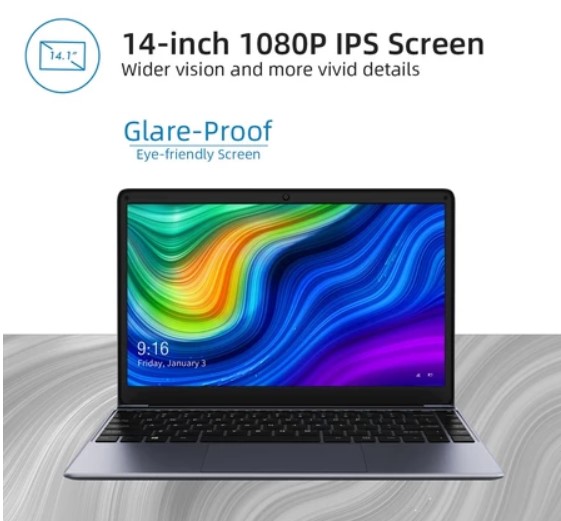 14.1"
14-inch 1080P IPS Screen
Wider vision and more vivid details
Glare-Proof
Eye-friendly Screen
9:16
Friday, January 3